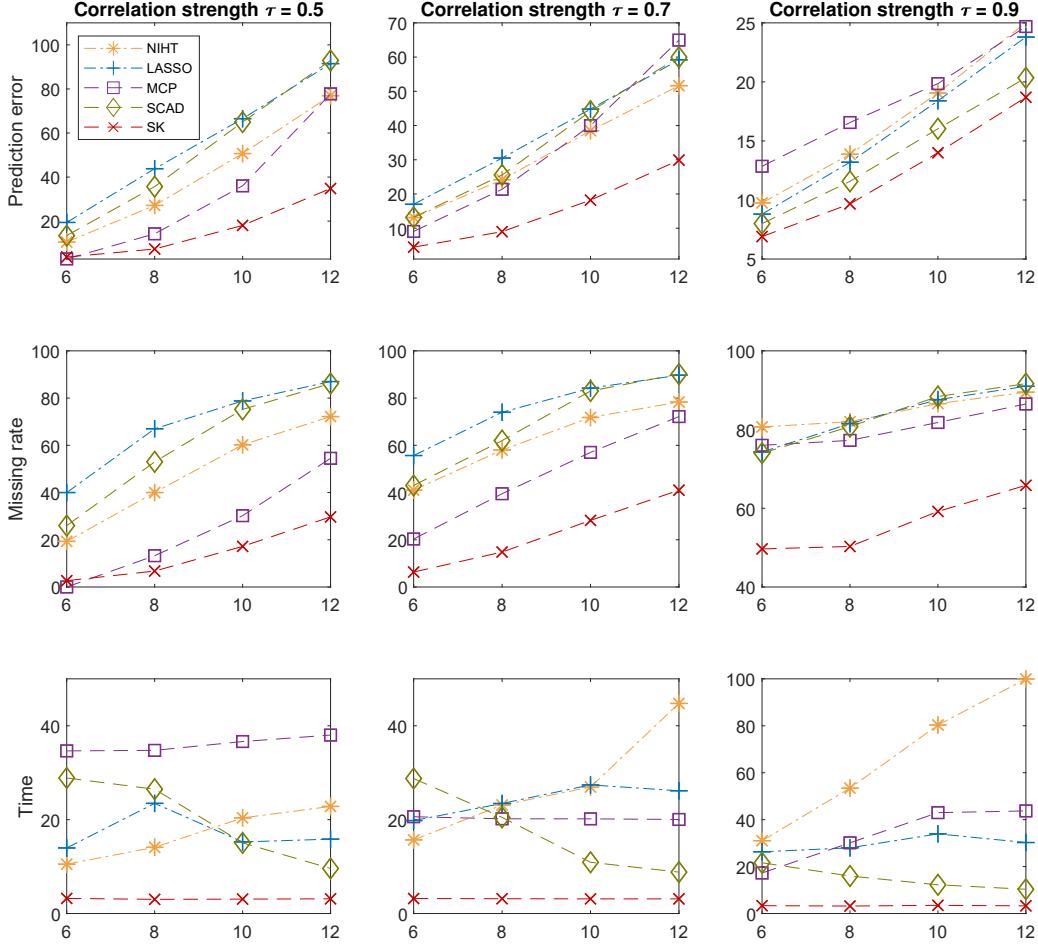 Correlation strength τ = 0.5
Correlation strength τ = 0.7
Correlation strength τ = 0.9
Prediction error
100
80
60
40
20
6 8 10 12
NIHT
LASSO
MCP
SCAD
SK
70
60
50
40
30
20
10
6 8 10 12
25
20
15
10
5
6 8 10 12
Missing rate
100
80
60
40
20
0
6 8 10 12
100
80
60
40
20
0
6 8 10 12
100
80
60
40
6 8 10 12
Time
40
20
0
6 8 10 12
40
20
0
6 8 10 12
100
80
60
40
20
0
6 8 10 12